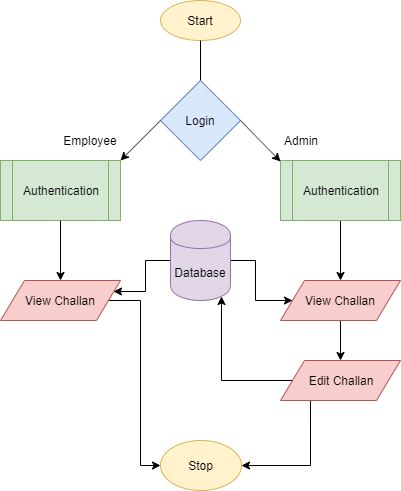 Start
Login
Employee
Admin
Authentication
Authentication
Database
View Challan
View Challan
Edit Challan
Stop